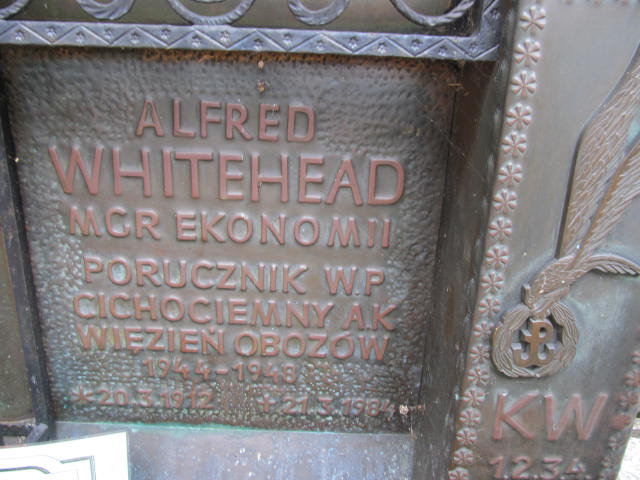 ALFRED
WHITEHEAD
MGR EKONOMII
PORUCZNIK W.P
CICHOCIEMNY A.K
WIĘZIEŃ OBOZÓW
1944-1948
*20.3.1912 +21.3.1984
KW
1234